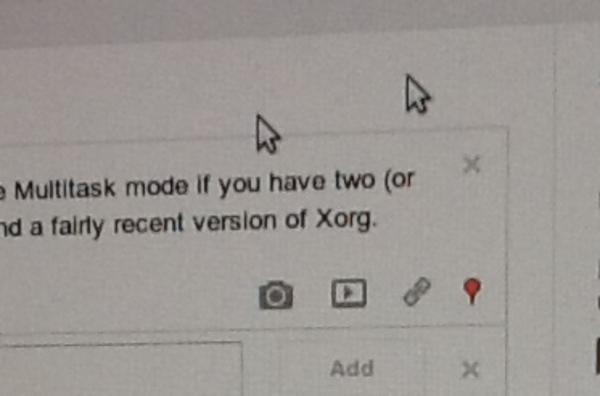 e Multitask mode if you have two (or
nd a fairly recent version of Xorg.
Add